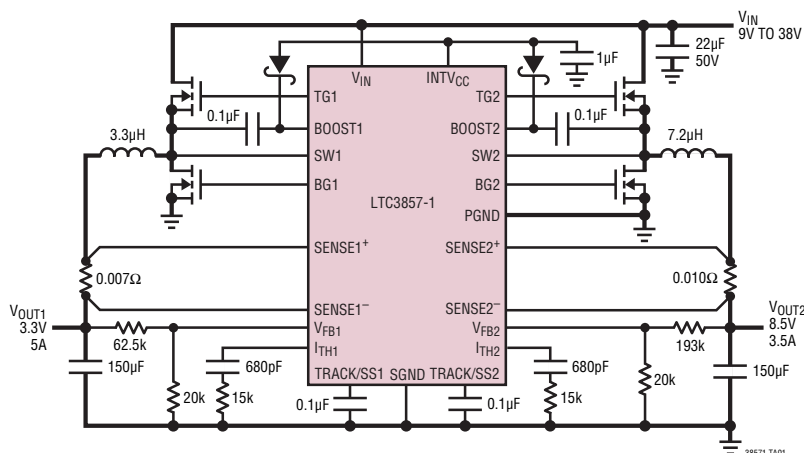 VIN
9V TO 38V
22µF
50V
1µF
VIN
INTVCC
TG1
TG2
0.1µF
0.1µF
BOOST1
BOOST2
3.3µH
7.2µH
SW1
SW2
BG1
BG2
LTC3857-1
PGND
SENSE1+
SENSE2+
0.007Ω
0.010Ω
SENSE1–
SENSE2–
VOUT1
3.3V
5A
VOUT2
8.5V
3.5A
VFB1
VFB2
62.5k
193k
ITH1
ITH2
150µF
680pF
680pF
150µF
TRACK/SS1
SGND
TRACK/SS2
20k
15k
0.1µF
0.1µF
15k
20k
38571 TA01